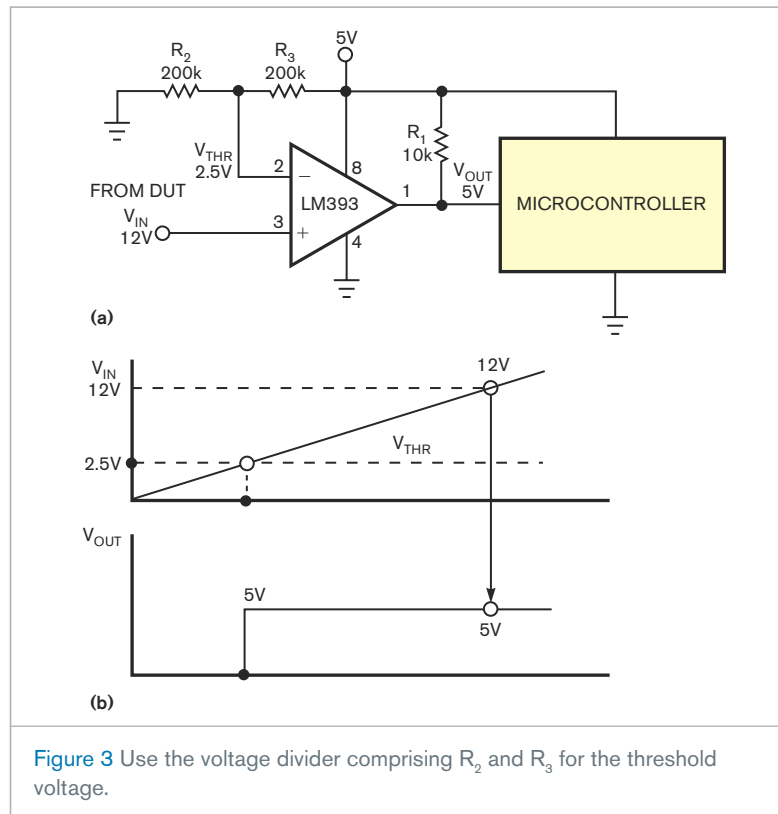 5V
R2 R3
200k 200k
R1
10k
VTHR
2.5V
2 −
8
VOUT
5V
1
LM393
MICROCONTROLLER
FROM DUT
VIN
12V
3 +
4
(a)
VIN
12V
12V
2.5V
VTHR
VOUT
5V
5V
(b)
Figure 3 Use the voltage divider comprising R2 and R3 for the threshold
voltage.